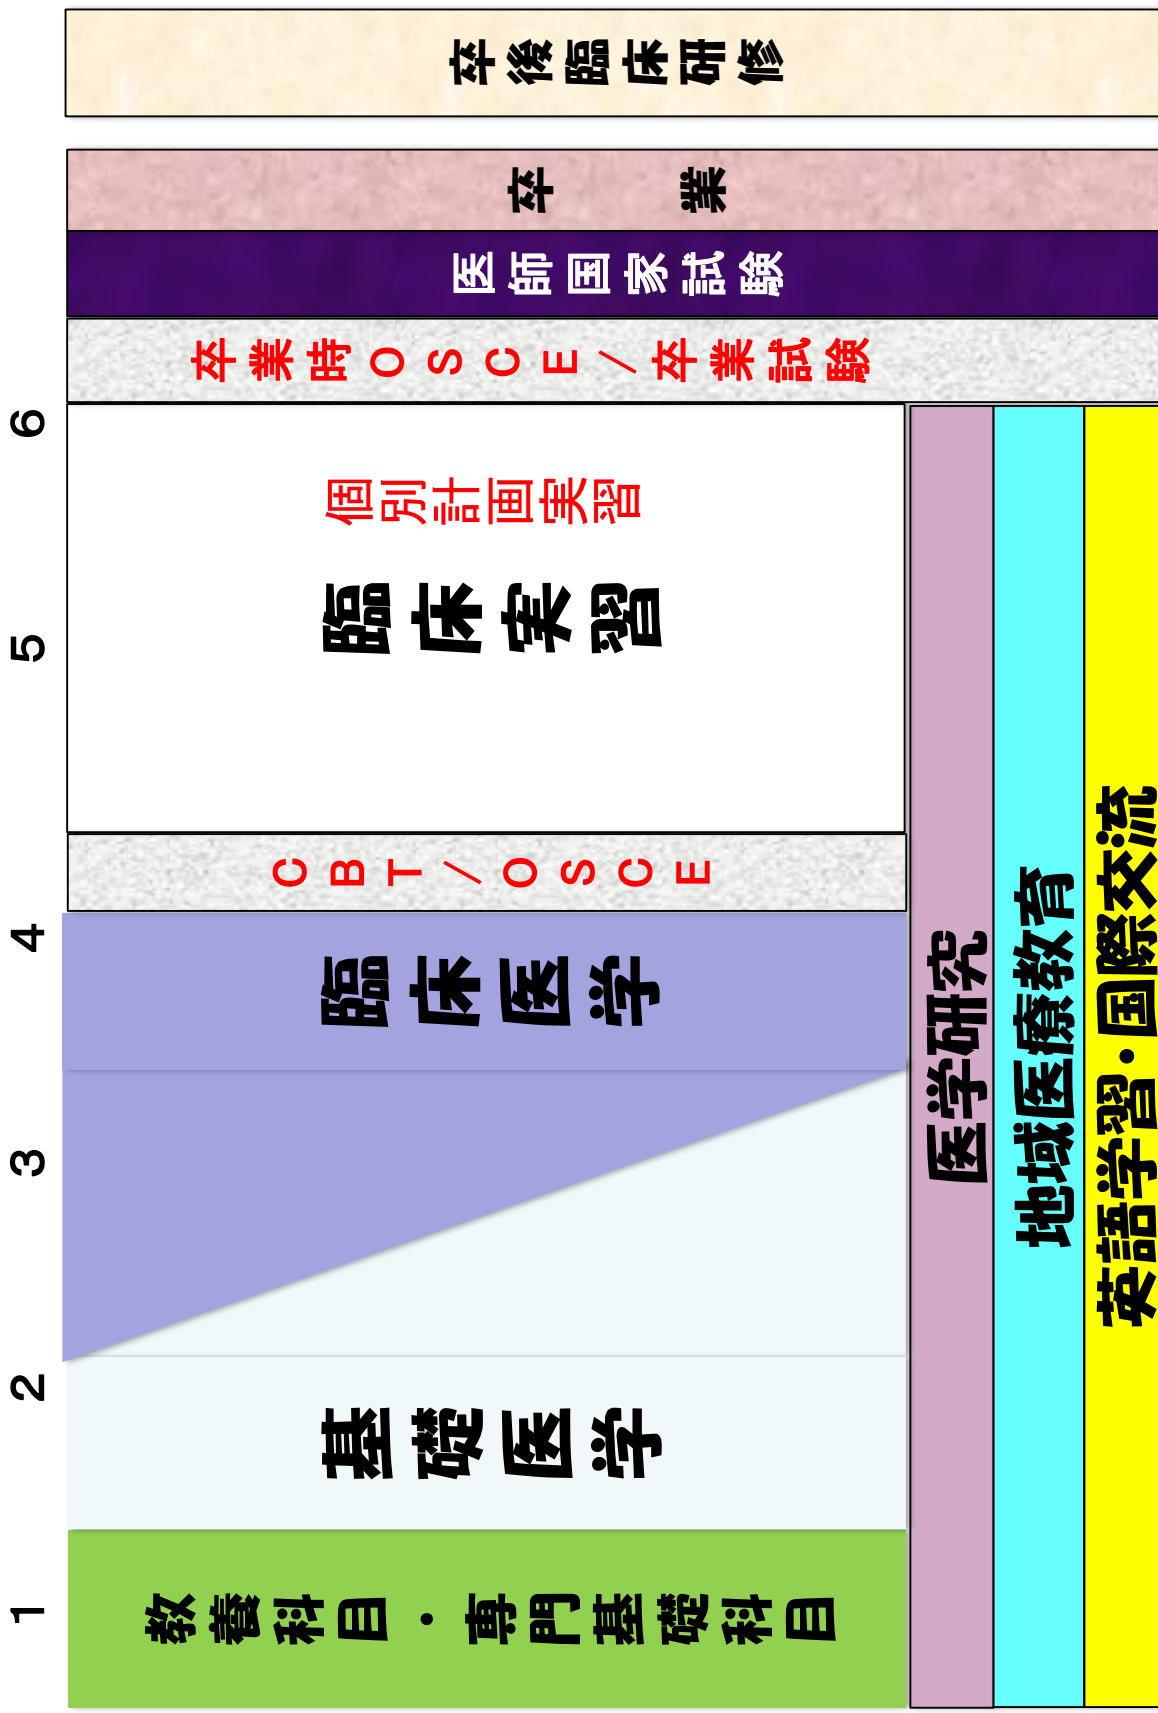 卒後臨床研修
卒業
医師国家試験
卒業時OSCE/卒業試験
6
個別計画実習
臨床実習
5
CBT/OSCE
4
臨床医学
3
2
基礎医学
1
教養科目・専門基礎科目
医学研究
地域医療教育
英語学習・国際交流